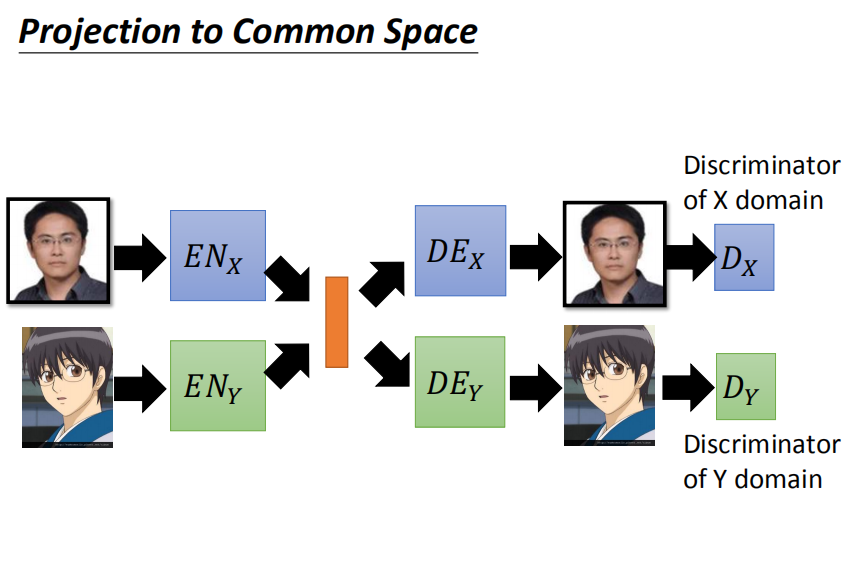 Projection to Common Space
Discriminator
of X domain
EN_X
DE_X
D_X
EN_Y
DE_Y
D_Y
Discriminator
of Y domain